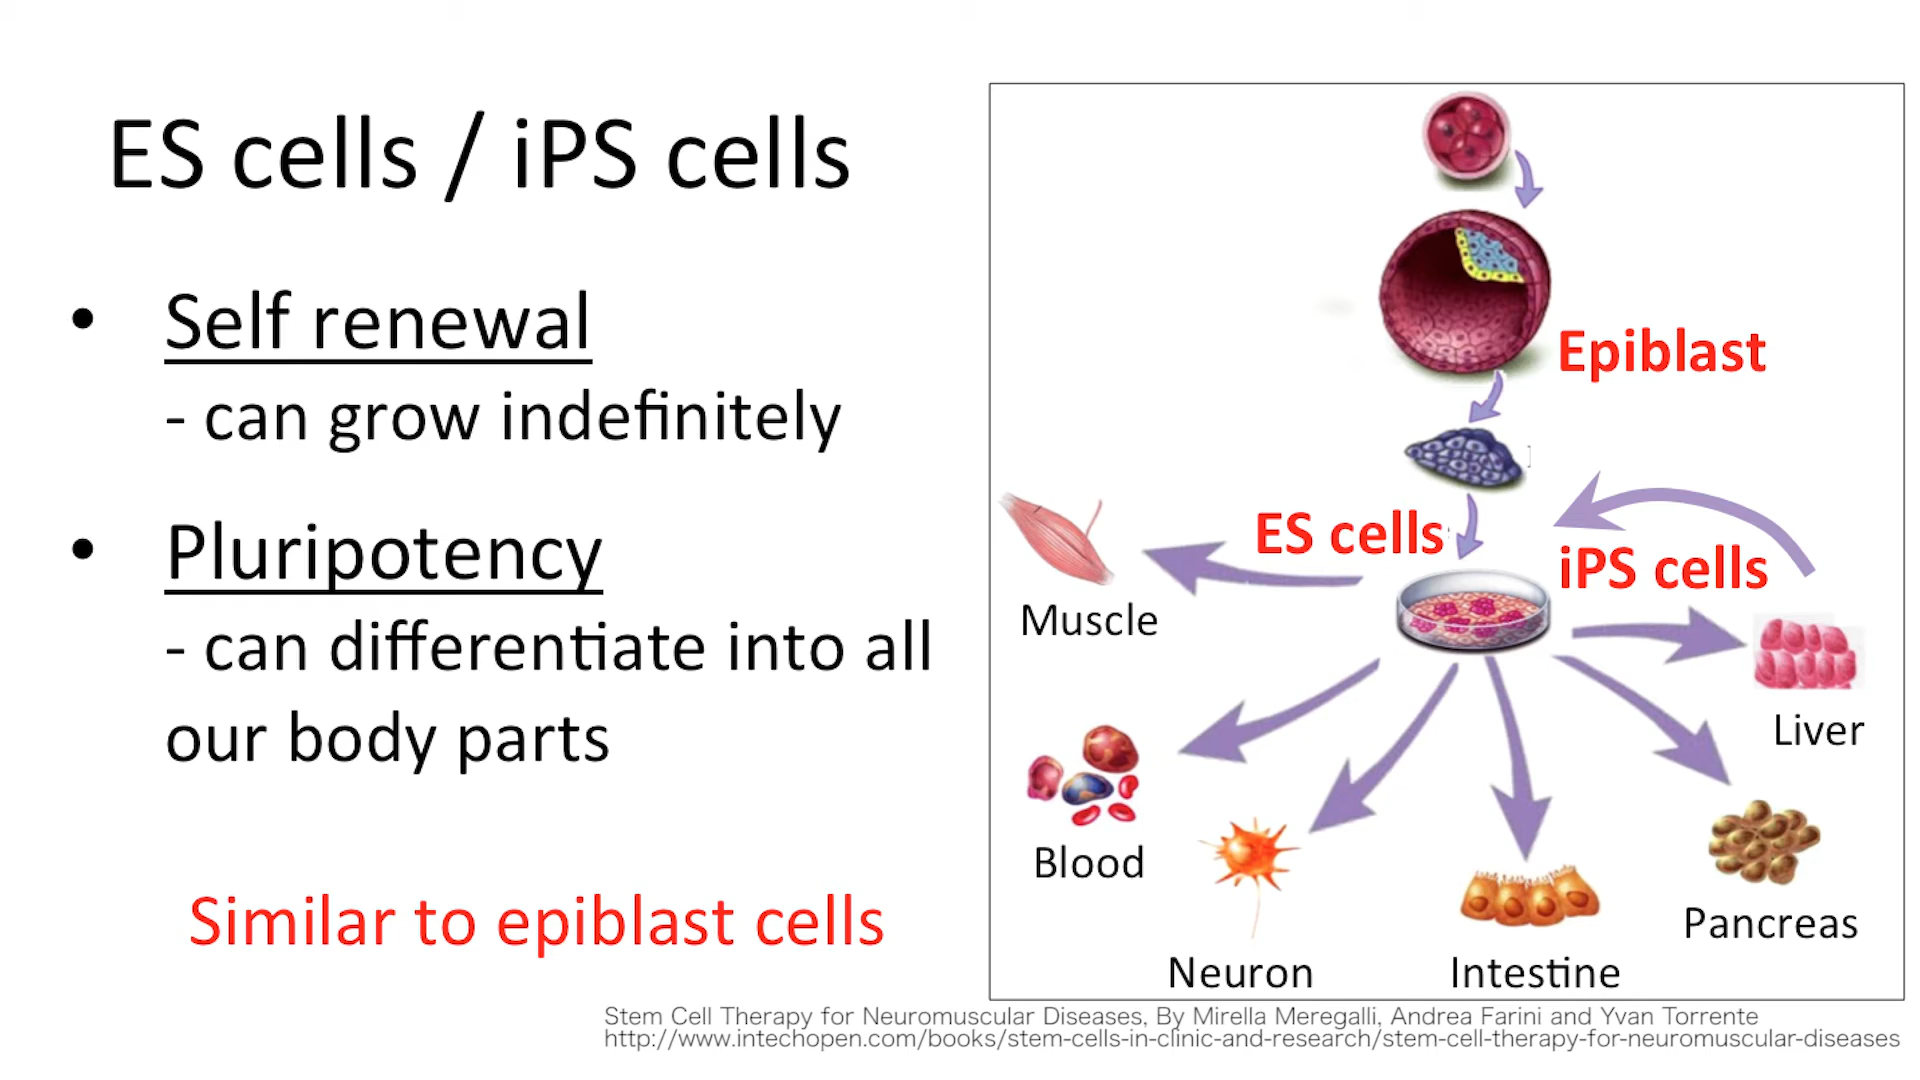 ES cells / iPS cells
• Self renewal
- can grow indefinitely
• Pluripotency
- can differentiate into all
our body parts
Similar to epiblast cells
Epiblast
ES cells
iPS cells
Muscle
Liver
Blood
Pancreas
Neuron
Intestine
Stem Cell Therapy for Neuromuscular Diseases, By Mirella Meregalli, Andrea Farini and Yvan Torrente
http://www.intechopen.com/books/stem-cells-in-clinic-and-research/stem-cell-therapy-for-neuromuscular-diseases